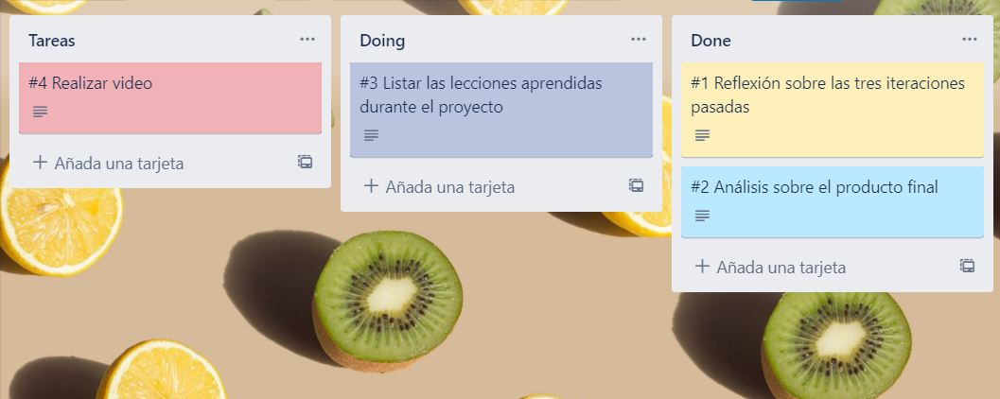 Tareas
#4 Realizar video
Añada una tarjeta
Doing
#3 Listar las lecciones aprendidas
durante el proyecto
Añada una tarjeta
Done
#1 Reflexión sobre las tres iteraciones
pasadas
#2 Análisis sobre el producto final
Añada una tarjeta